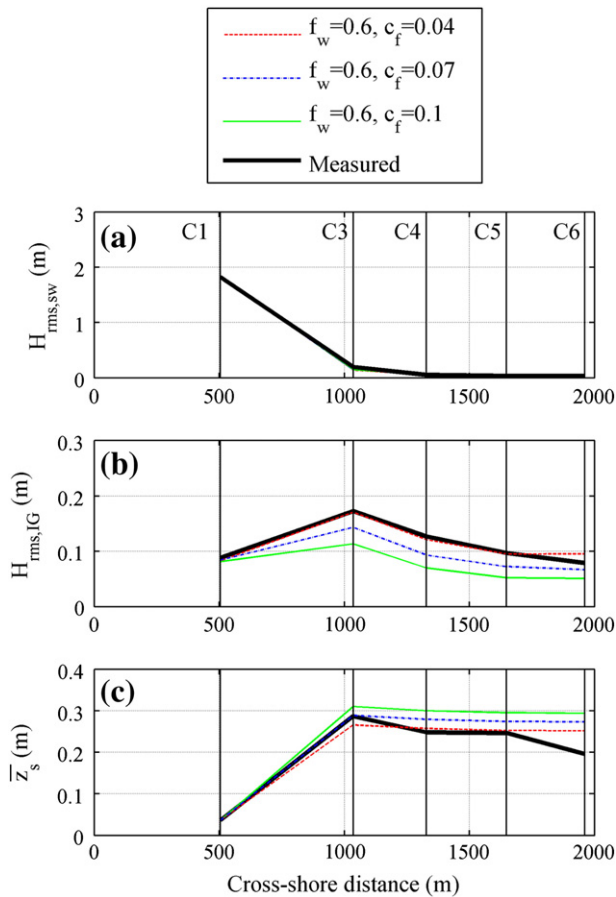 f_w=0.6, c_f=0.04
f_w=0.6, c_f=0.07
f_w=0.6, c_f=0.1
Measured
(a) C1 C3 C4 C5 C6
H_rms,sw (m)
3
2
1
0
0 500 1000 1500 2000
(b)
H_rms,IG (m)
0.3
0.2
0.1
0
0 500 1000 1500 2000
(c)
z̅_s (m)
0.4
0.3
0.2
0.1
0
0 500 1000 1500 2000
Cross-shore distance (m)